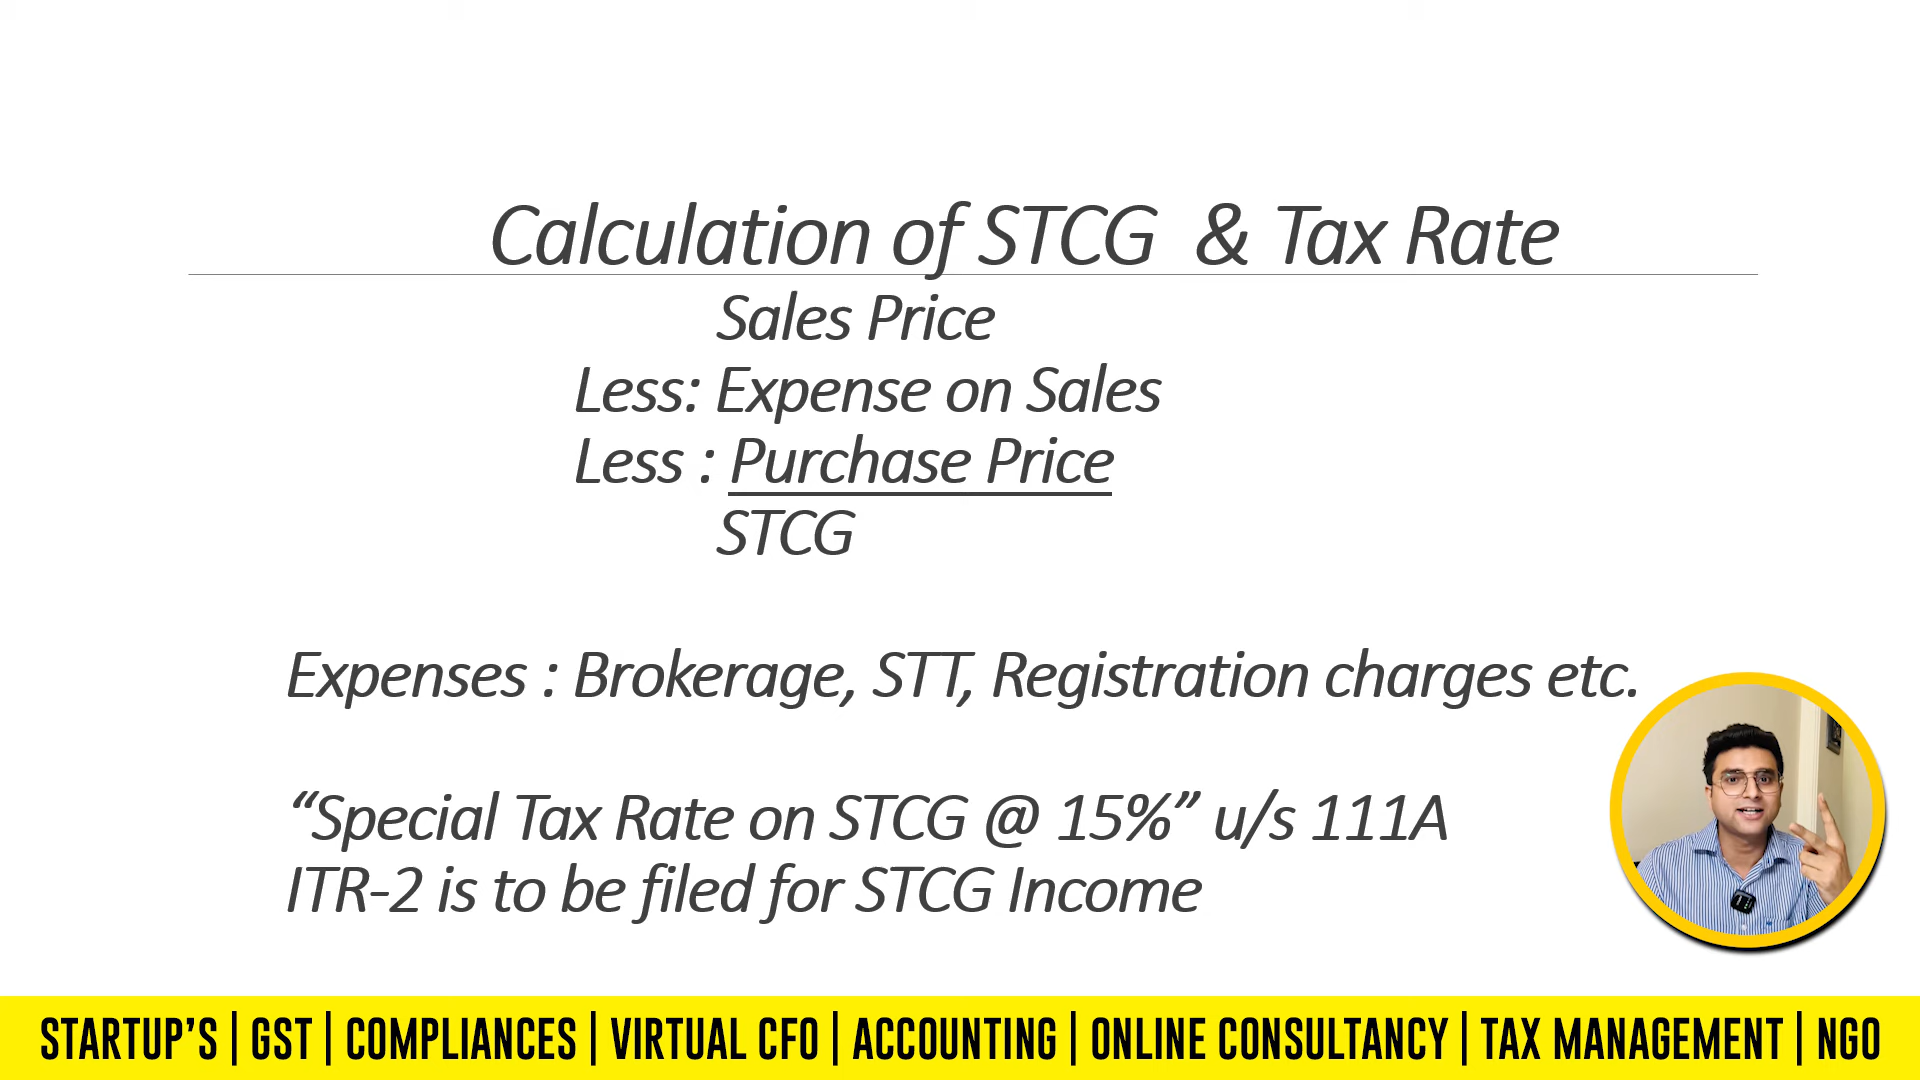 Calculation of STCG & Tax Rate
Sales Price
Less: Expense on Sales
Less : Purchase Price
STCG
Expenses : Brokerage, STT, Registration charges etc.
“Special Tax Rate on STCG @ 15%” u/s 111A
ITR-2 is to be filed for STCG Income
STARTUP’S | GST | COMPLIANCES | VIRTUAL CFO | ACCOUNTING | ONLINE CONSULTANCY | TAX MANAGEMENT | NGO